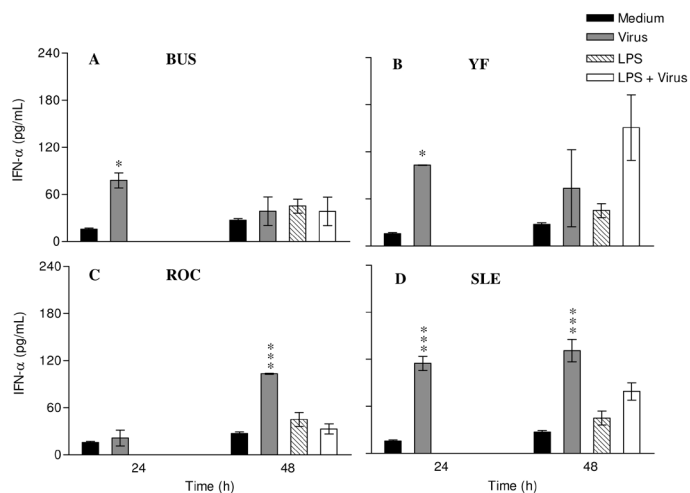 Medium
Virus
LPS
LPS + Virus
A BUS
B YF
IFN-α (pg/mL)
240
180
120
60
0
*
*
C ROC
D SLE
IFN-α (pg/mL)
240
120
60
0
***
***
***
24 48
24 48
Time (h)
Time (h)